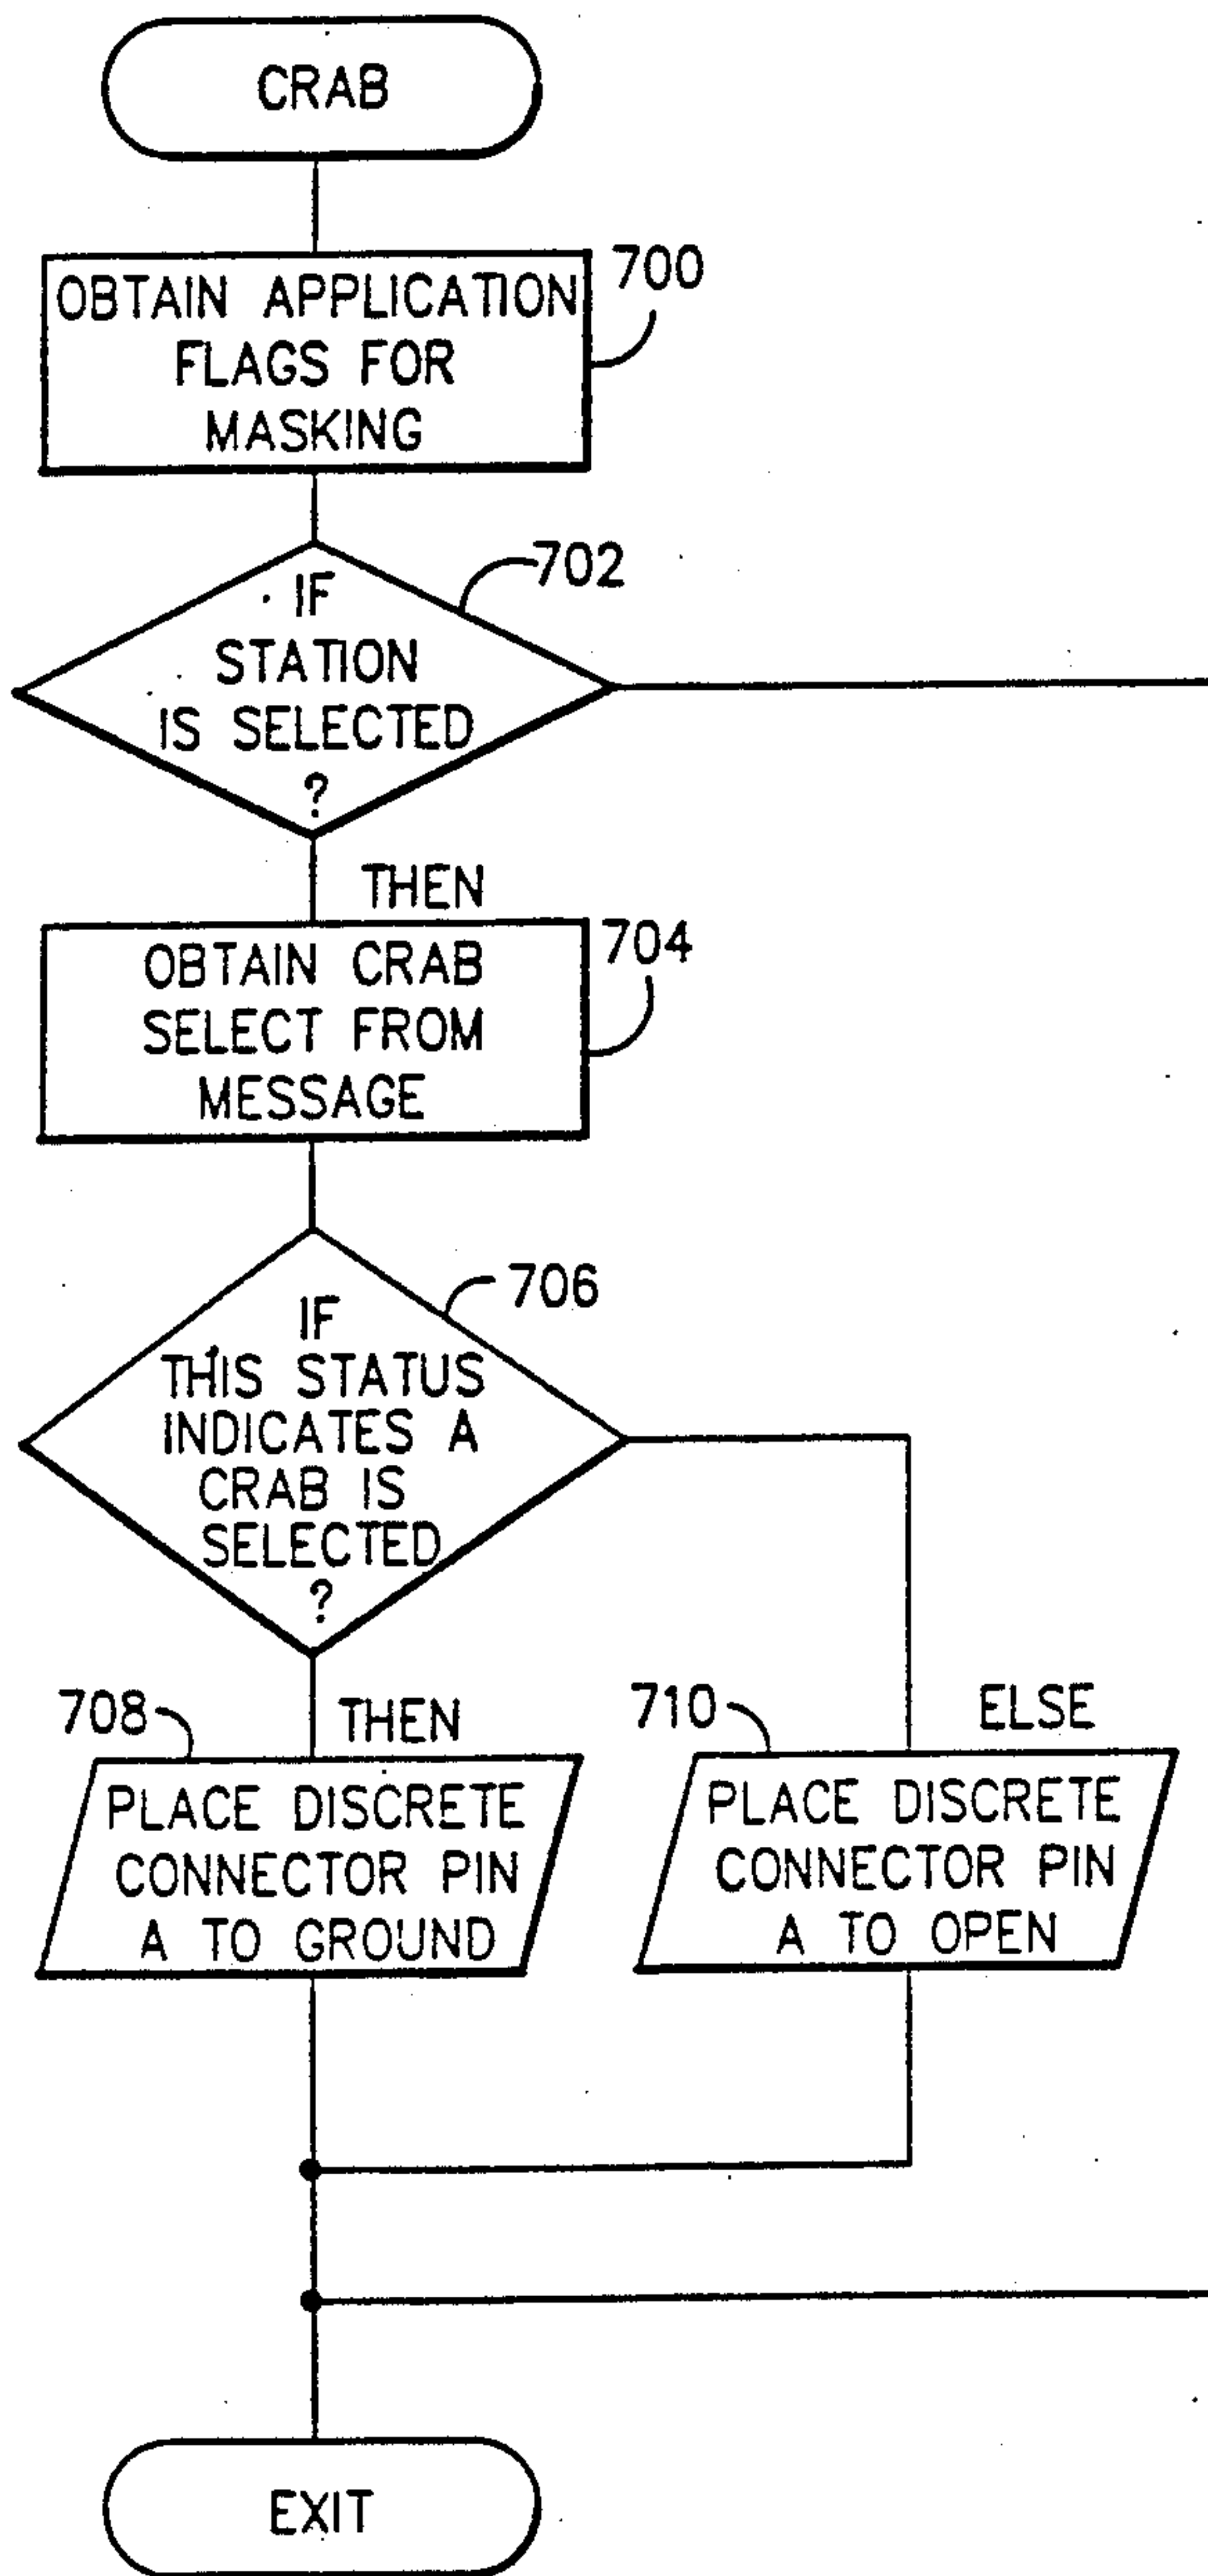 CRAB
OBTAIN APPLICATION
FLAGS FOR
MASKING
700
IF
STATION
IS SELECTED
?
702
THEN
OBTAIN CRAB
SELECT FROM
MESSAGE
704
IF
THIS STATUS
INDICATES A
CRAB IS
SELECTED
?
706
THEN
708
PLACE DISCRETE
CONNECTOR PIN
A TO GROUND
ELSE
710
PLACE DISCRETE
CONNECTOR PIN
A TO OPEN
EXIT